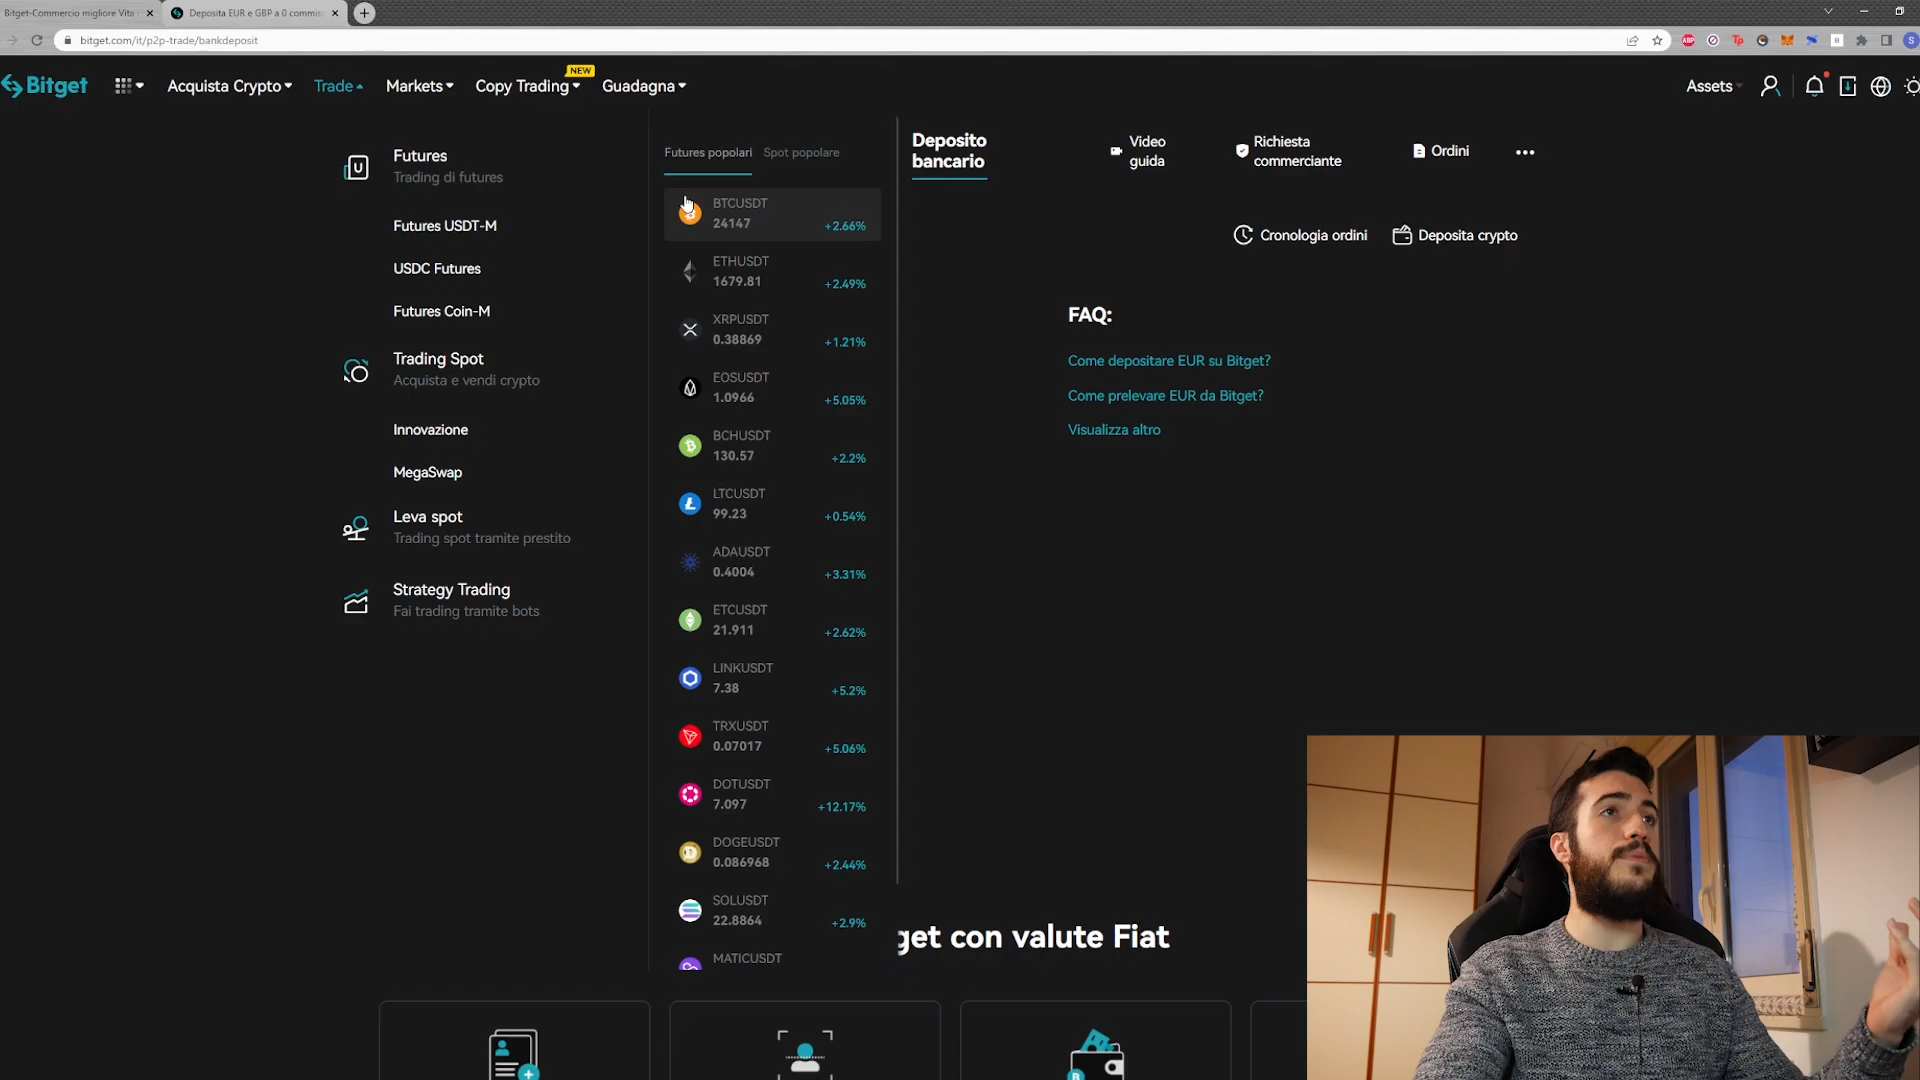 Bitget-Commercio migliore Vita
Deposita EUR e GBP a 0 commis
bitget.com/it/p2p-trade/bankdeposit
ABP
Tp
S
Bitget
Acquista Crypto
Trade
Markets
Copy Trading
NEW
Guadagna
Assets
Futures
Trading di futures
Futures USDT-M
USDC Futures
Futures Coin-M
Trading Spot
Acquista e vendi crypto
Innovazione
MegaSwap
Leva spot
Trading spot tramite prestito
Strategy Trading
Fai trading tramite bots
Futures popolari
Spot popolare
BTCUSDT
24147
+2.66%
ETHUSDT
1679.81
+2.49%
XRPUSDT
0.38869
+1.21%
EOSUSDT
1.0966
+5.05%
BCHUSDT
130.57
+2.2%
LTCUSDT
99.23
+0.54%
ADAUSDT
0.4004
+3.31%
ETCUSDT
21.911
+2.62%
LINKUSDT
7.38
+5.2%
TRXUSDT
0.07017
+5.06%
DOTUSDT
7.097
+12.17%
DOGEUSDT
0.086968
+2.44%
SOLUSDT
22.8864
+2.9%
MATICUSDT
Deposito
bancario
Video
guida
Richiesta
commerciante
Ordini
Cronologia ordini
Deposita crypto
FAQ:
Come depositare EUR su Bitget?
Come prelevare EUR da Bitget?
Visualizza altro
get con valute Fiat